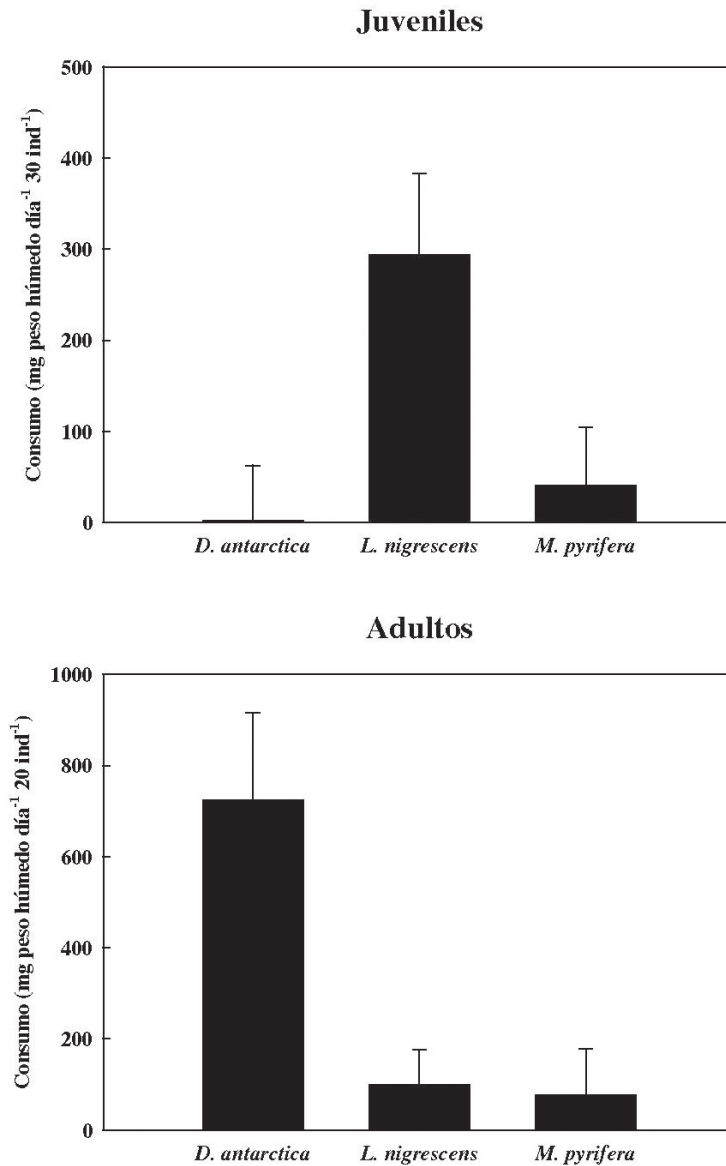 Juveniles
Consumo (mg peso húmedo día⁻¹ 30 ind⁻¹)
500
400
300
200
100
0
D. antarctica L. nigrescens M. pyrifera
Adultos
Consumo (mg peso húmedo día⁻¹ 20 ind⁻¹)
1000
800
600
400
200
0
D. antarctica L. nigrescens M. pyrifera